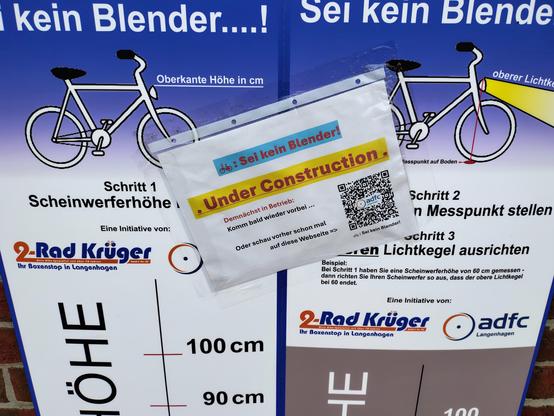 i kein Blender....!
Oberkante Höhe in cm
Schritt 1
Scheinwerferhöhe
Eine Initiative von:
2-Rad Krüger
Ihr Boxenstop in Langenhagen
HÖHE
100 cm
90 cm
: Sei kein Blender!
. Under Construction .
Demnächst in Betrieb:
Komm bald wieder vorbei ...
Oder schau vorher schon mal
auf diese Webseite =>
adfc
: Sei kein Blender!
Sei kein Blende
oberer Lichtke
Messpunkt auf Boden
Schritt 2
n Messpunkt stellen
Schritt 3
eren Lichtkegel ausrichten
Beispiel:
Bei Schritt 1 haben Sie eine Scheinwerferhöhe von 60 cm gemessen -
dann richten Sie Ihren Scheinwerfer so aus, dass der obere Lichtkegel
bei 60 endet.
Eine Initiative von:
2-Rad Krüger
Ihr Boxenstop in Langenhagen
adfc
Langenhagen
HE
100